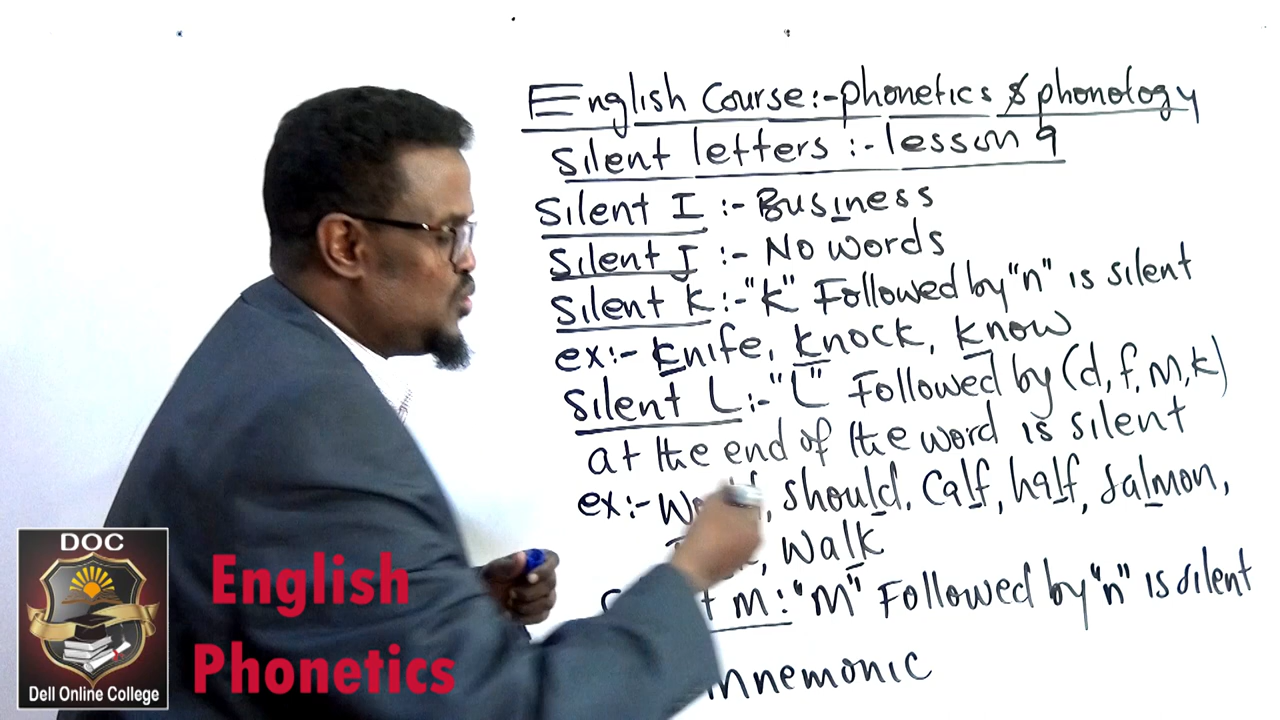 English Course:-phonetics & phonology
Silent letters :- lesson 9
Silent I :- Business
Silent J :- No words
Silent k :- "k" Followed by "n" is silent
ex:- knife, knock, know
Silent L :- "L" Followed by (d, f, m, k)
at the end of the word is silent
ex:- should, Calf, half, salmon,
walk
m : "M" Followed by "n" is silent
mnemonic
DOC
Dell Online College
English
Phonetics